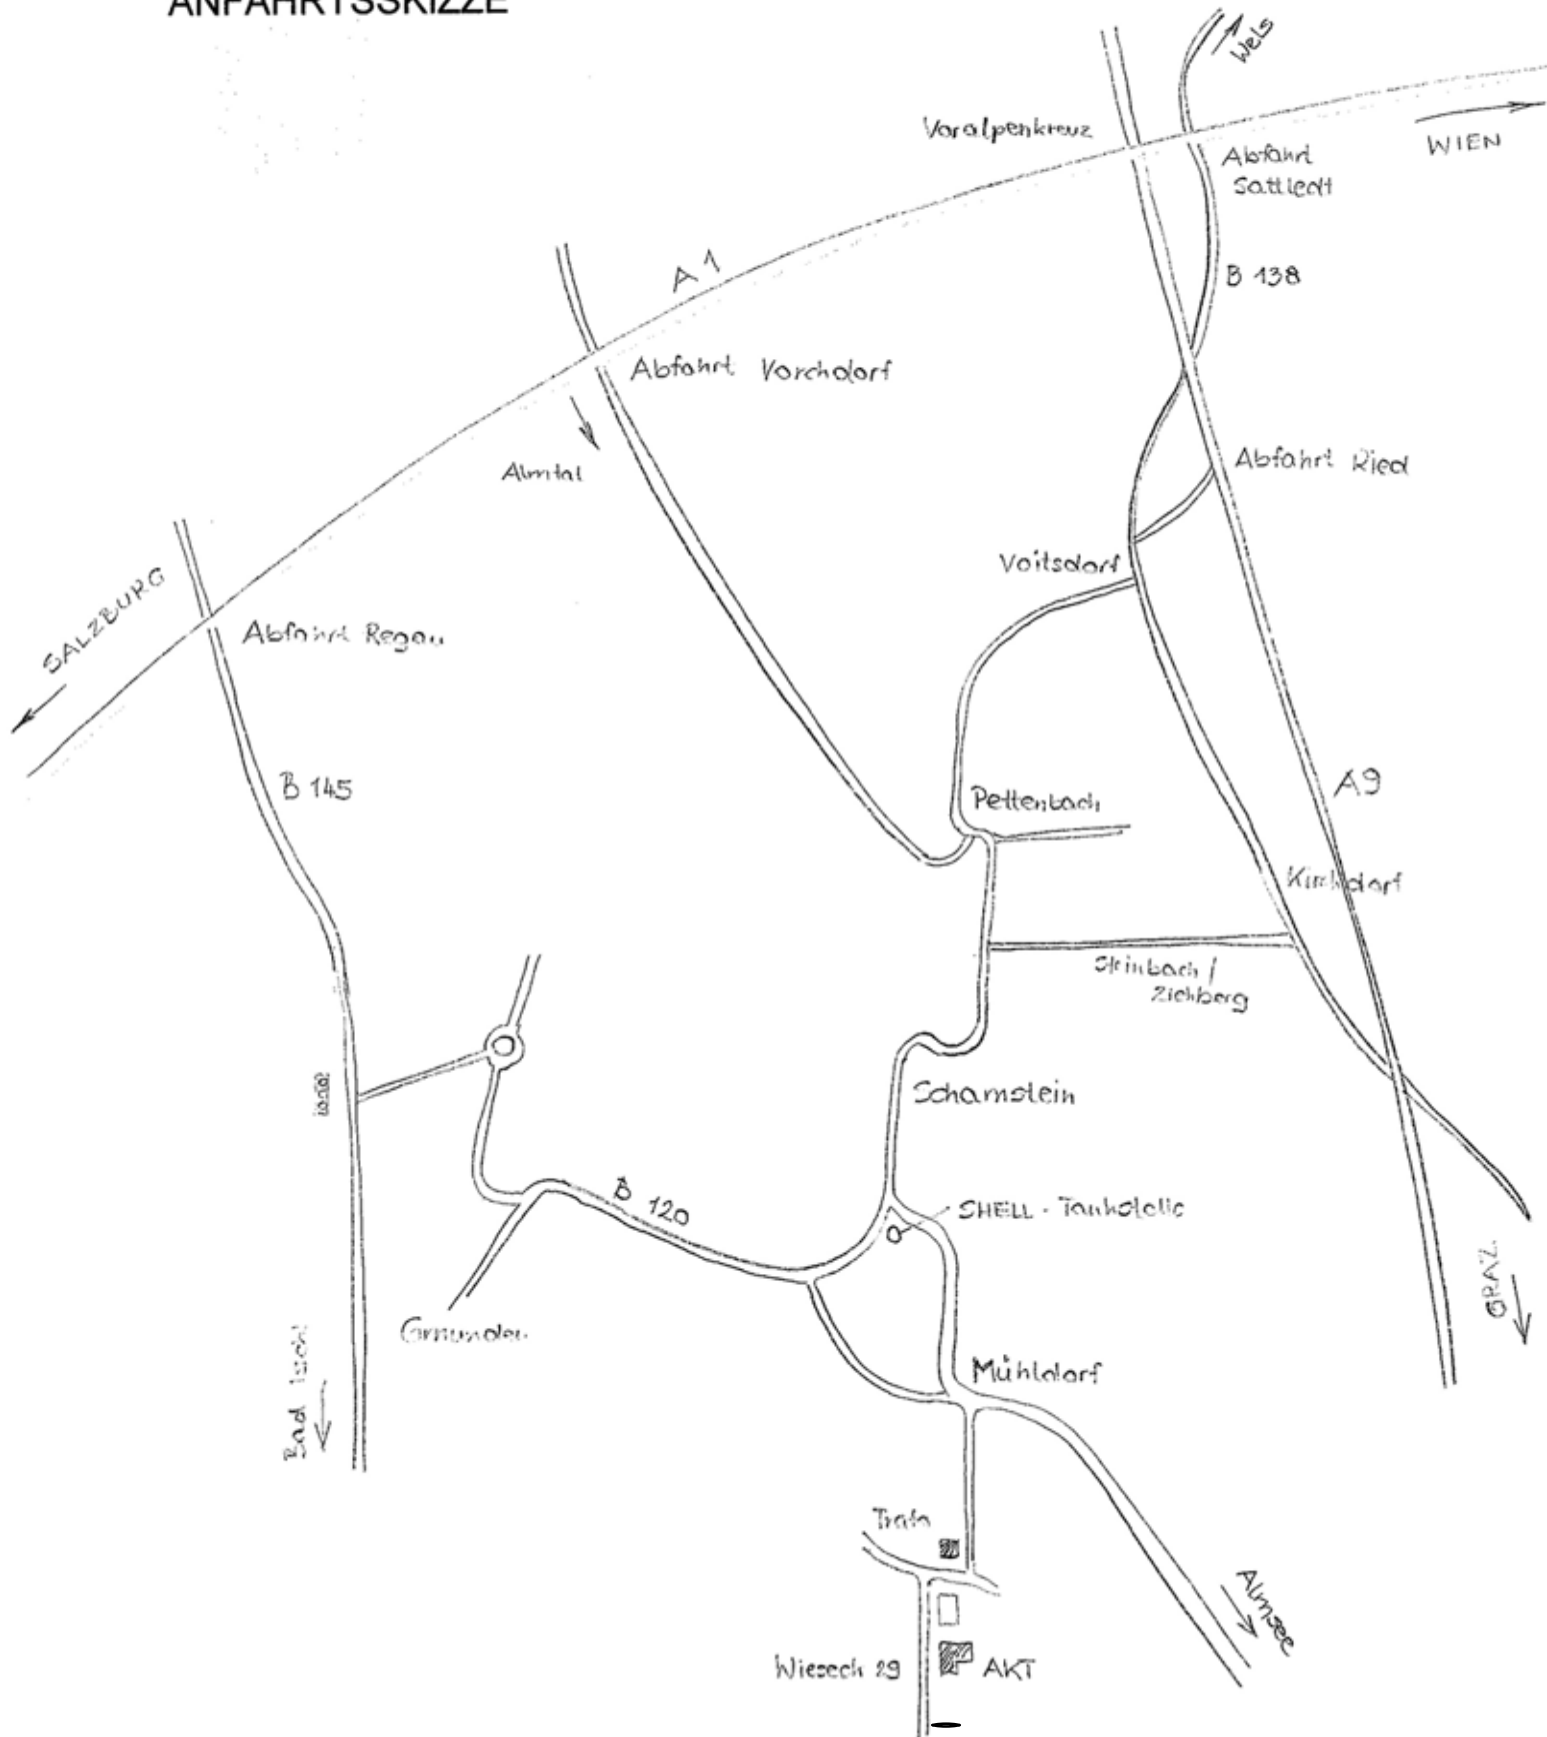 ANFAHRTSSKIZZE
Wels
Voralpenkreuz
WIEN
Abfahrt
Sattledt
A 1
B 138
Abfahrt Vorchdorf
Almtal
Abfahrt Ried
Voitsdorf
SALZBURG
Abfahrt Regau
B 145
A9
Pettenbach
Kirchdorf
Steinbach /
Ziehberg
Scharnstein
B 120
SHELL - Tankstelle
GRAZ
Gmunden
Bad Ischl
Mühldorf
Trafo
Almsee
Wieseck 29
AKT